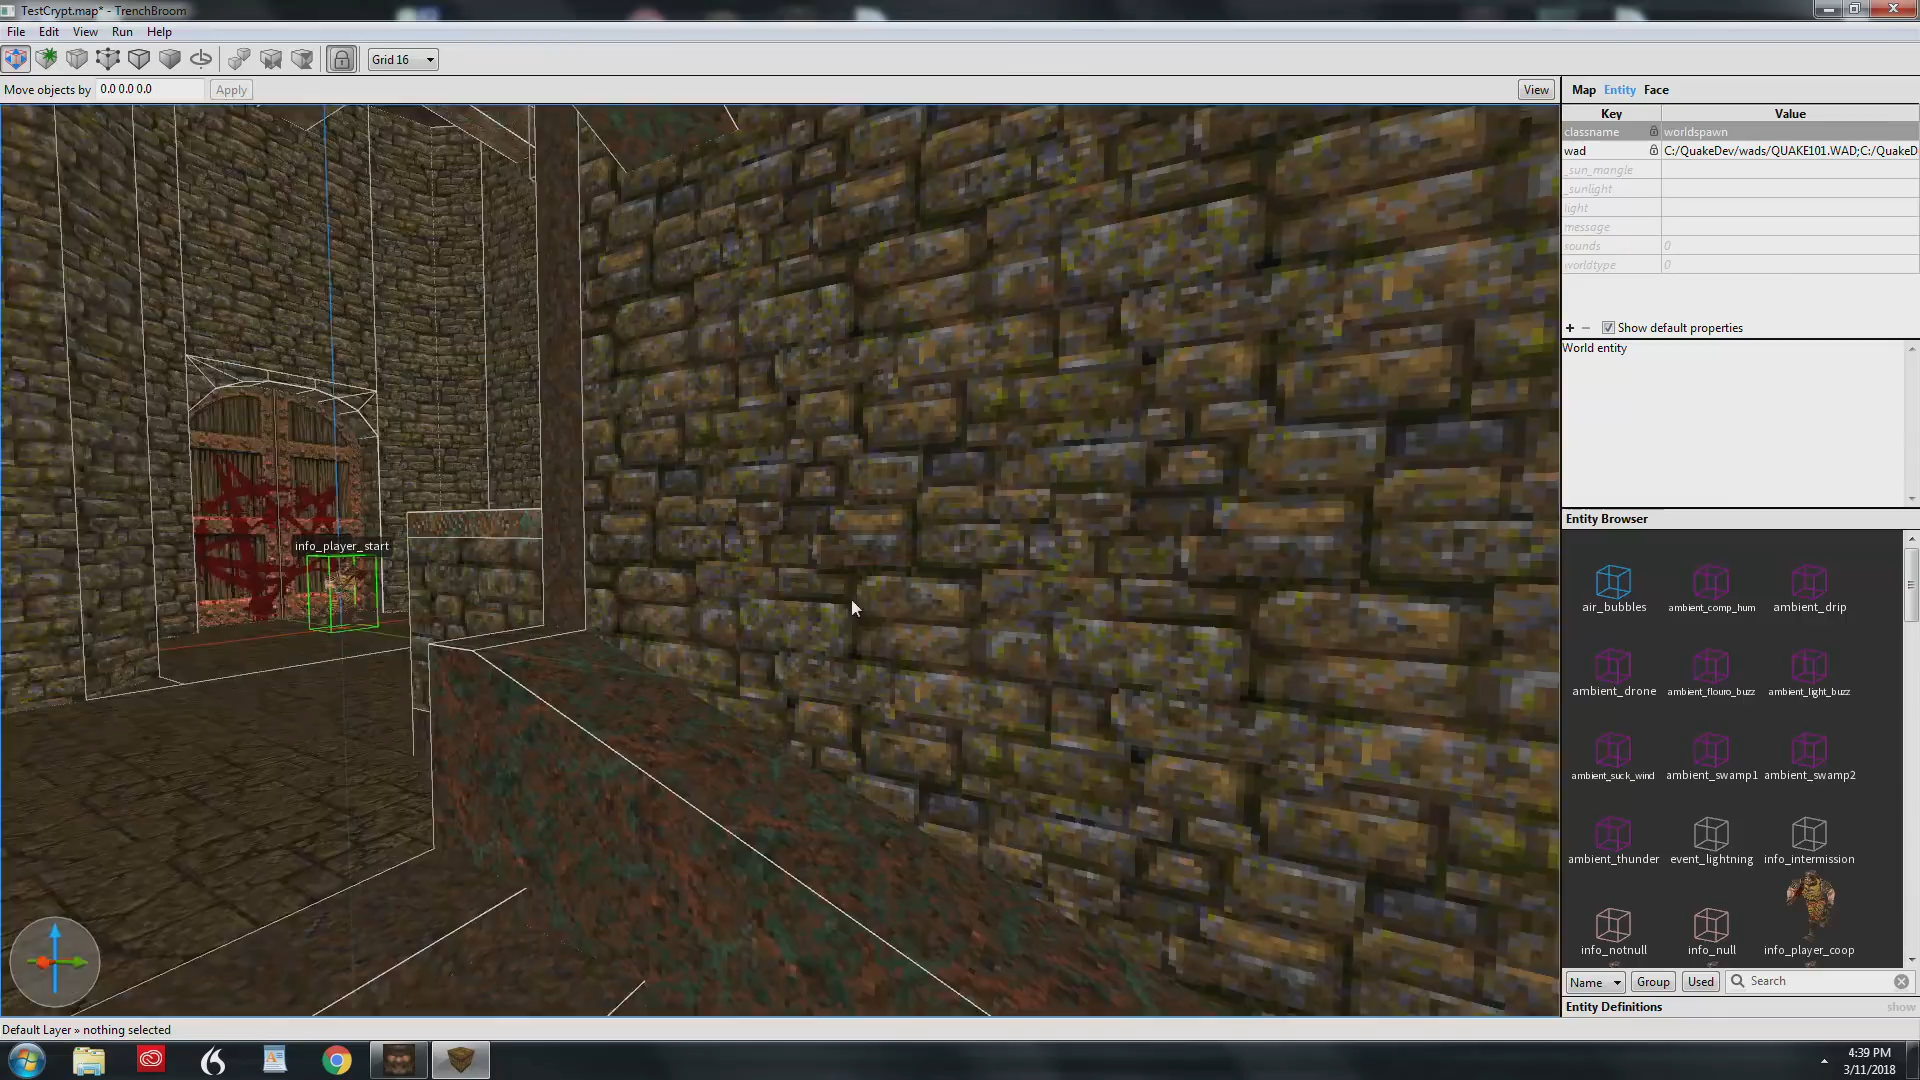 TestCrypt.map* - TrenchBroom
File Edit View Run Help
Grid 16
Move objects by 0.0 0.0 0.0 Apply View
Map Entity Face
Key Value
classname worldspawn
wad C:/QuakeDev/wads/QUAKE101.WAD;C:/QuakeD
_sun_mangle
_sunlight
light
message
sounds 0
worldtype 0
Show default properties
World entity
info_player_start
Entity Browser
air_bubbles ambient_comp_hum ambient_drip
ambient_drone ambient_flouro_buzz ambient_light_buzz
ambient_suck_wind ambient_swamp1 ambient_swamp2
ambient_thunder event_lightning info_intermission
info_notnull info_null info_player_coop
Name Group Used Search
Entity Definitions show
Default Layer » nothing selected
4:39 PM
3/11/2018